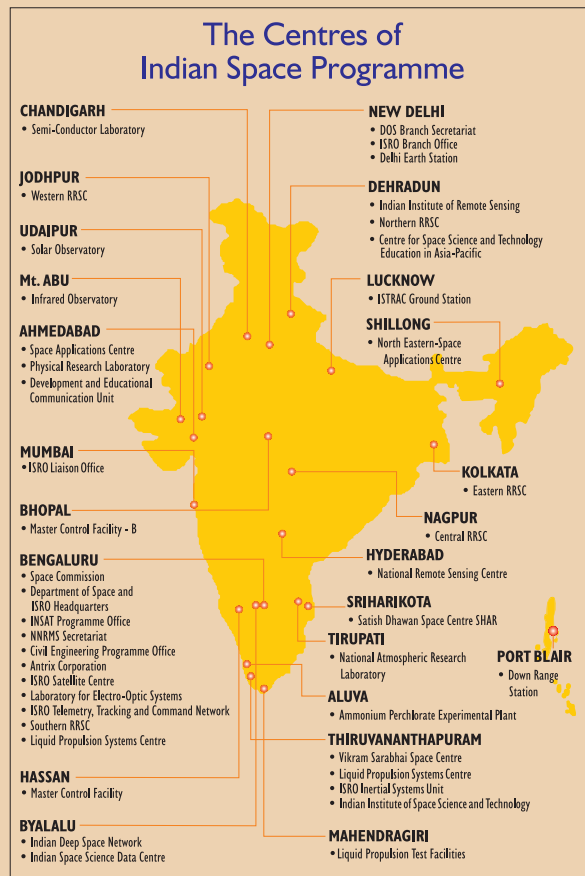 The Centres of
Indian Space Programme
CHANDIGARH
• Semi-Conductor Laboratory
JODHPUR
• Western RRSC
UDAIPUR
• Solar Observatory
Mt. ABU
• Infrared Observatory
AHMEDABAD
• Space Applications Centre
• Physical Research Laboratory
• Development and Educational
Communication Unit
MUMBAI
• ISRO Liaison Office
BHOPAL
• Master Control Facility - B
BENGALURU
• Space Commission
• Department of Space and
ISRO Headquarters
• INSAT Programme Office
• NNRMS Secretariat
• Civil Engineering Programme Office
• Antrix Corporation
• ISRO Satellite Centre
• Laboratory for Electro-Optic Systems
• ISRO Telemetry, Tracking and Command Network
• Southern RRSC
• Liquid Propulsion Systems Centre
HASSAN
• Master Control Facility
BYALALU
• Indian Deep Space Network
• Indian Space Science Data Centre
NEW DELHI
• DOS Branch Secretariat
• ISRO Branch Office
• Delhi Earth Station
DEHRADUN
• Indian Institute of Remote Sensing
• Northern RRSC
• Centre for Space Science and Technology
Education in Asia-Pacific
LUCKNOW
• ISTRAC Ground Station
SHILLONG
• North Eastern-Space
Applications Centre
KOLKATA
• Eastern RRSC
NAGPUR
• Central RRSC
HYDERABAD
• National Remote Sensing Centre
SRIHARIKOTA
• Satish Dhawan Space Centre SHAR
TIRUPATI
• National Atmospheric Research
Laboratory
PORT BLAIR
• Down Range
Station
ALUVA
• Ammonium Perchlorate Experimental Plant
THIRUVANANTHAPURAM
• Vikram Sarabhai Space Centre
• Liquid Propulsion Systems Centre
• ISRO Inertial Systems Unit
• Indian Institute of Space Science and Technology
MAHENDRAGIRI
• Liquid Propulsion Test Facilities